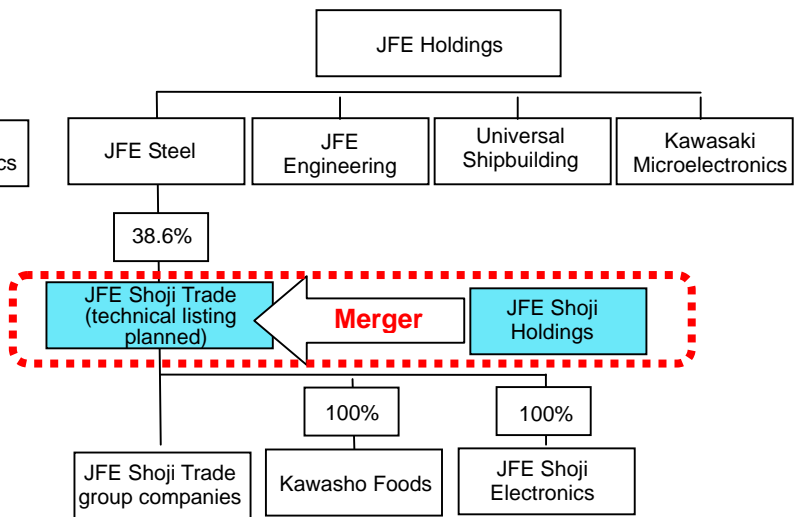 JFE Holdings
cs
JFE Steel
JFE
Engineering
Universal
Shipbuilding
Kawasaki
Microelectronics
38.6%
JFE Shoji Trade
(technical listing
planned)
Merger
JFE Shoji
Holdings
100%
100%
JFE Shoji Trade
group companies
Kawasho Foods
JFE Shoji
Electronics